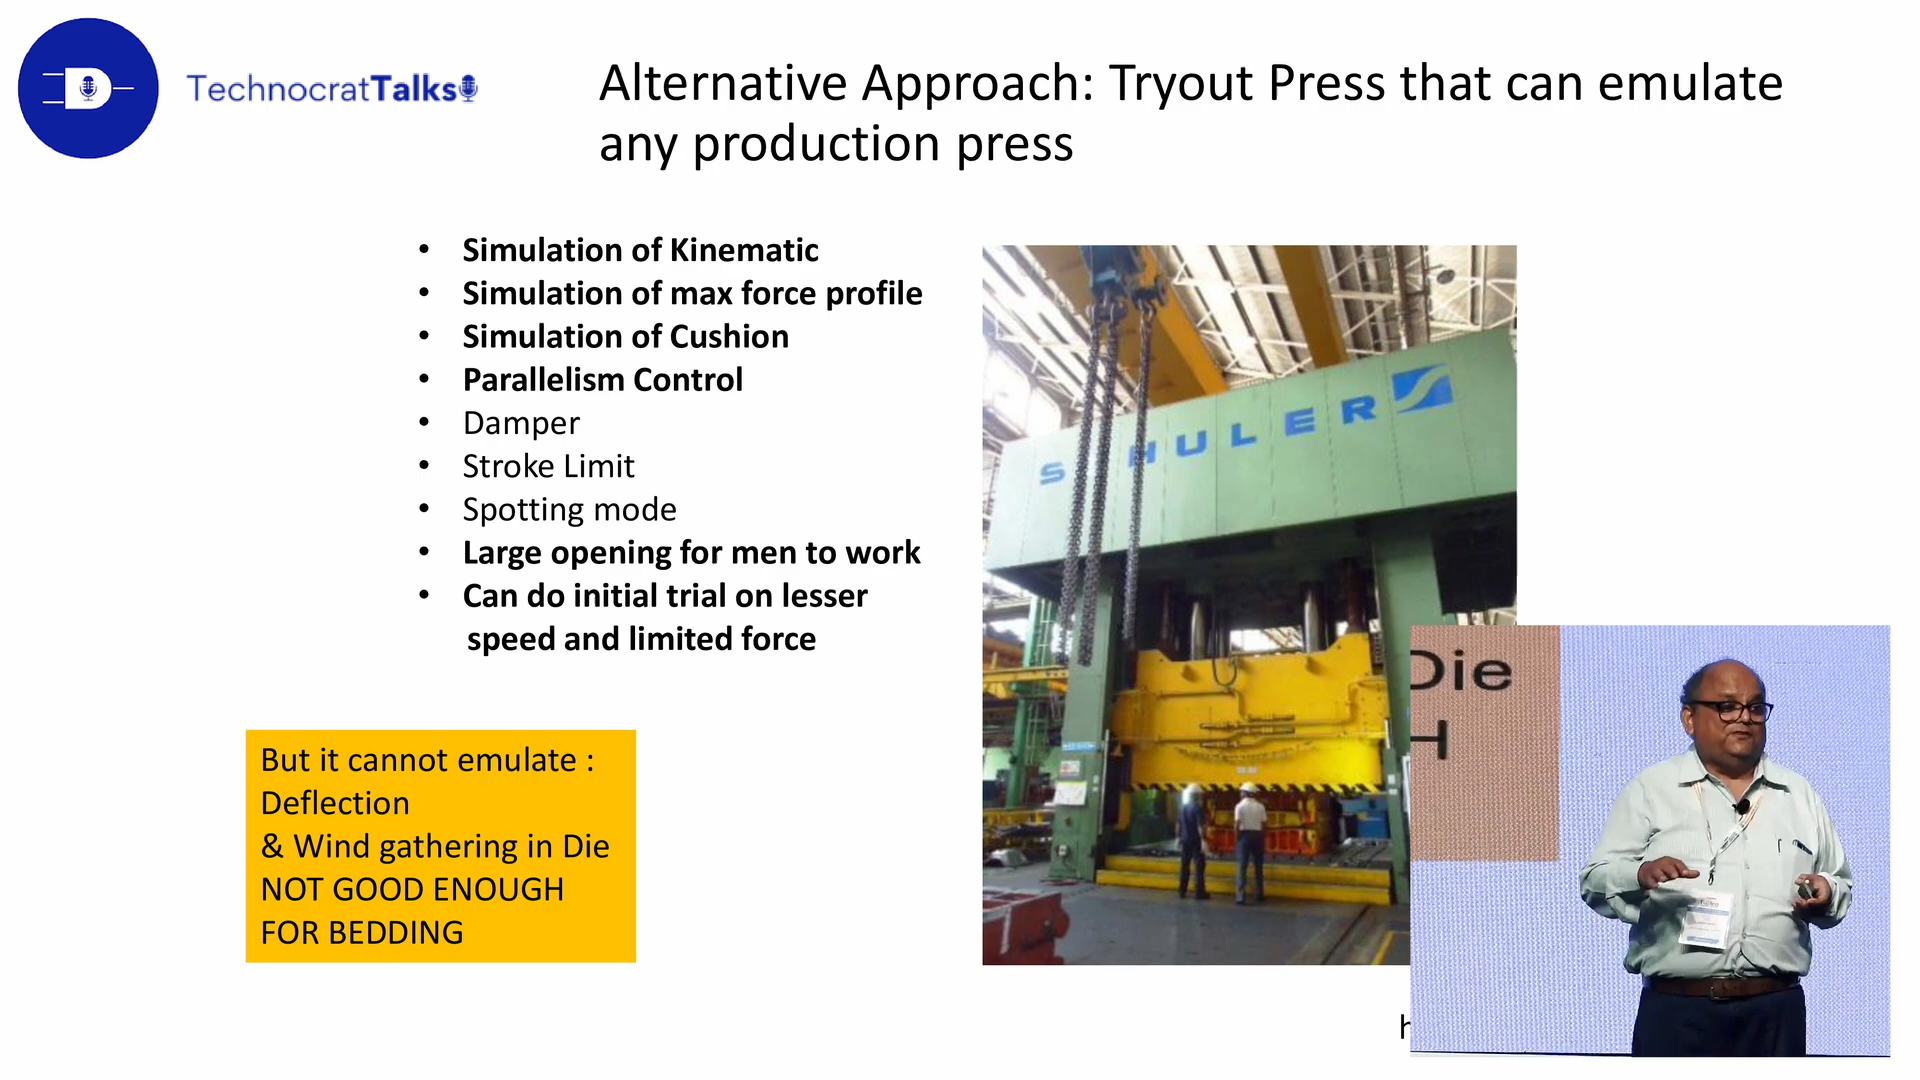 TechnocratTalks
Alternative Approach: Tryout Press that can emulate
any production press
• Simulation of Kinematic
• Simulation of max force profile
• Simulation of Cushion
• Parallelism Control
• Damper
• Stroke Limit
• Spotting mode
• Large opening for men to work
• Can do initial trial on lesser
speed and limited force
S HULER
But it cannot emulate :
Deflection
& Wind gathering in Die
NOT GOOD ENOUGH
FOR BEDDING
Die
H
h